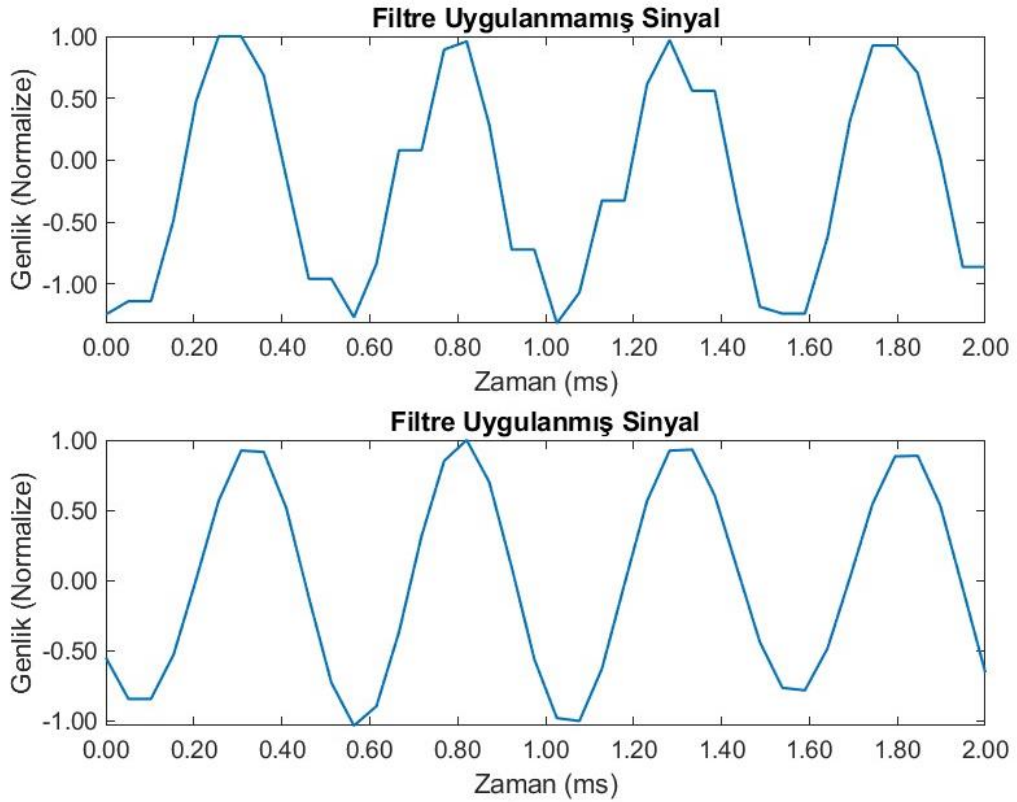 Filtre Uygulanmamış Sinyal
1.00
0.50
0.00
-0.50
-1.00
Genlik (Normalize)
0.00 0.20 0.40 0.60 0.80 1.00 1.20 1.40 1.60 1.80 2.00
Zaman (ms)
Filtre Uygulanmış Sinyal
1.00
0.50
0.00
-0.50
-1.00
Genlik (Normalize)
0.00 0.20 0.40 0.60 0.80 1.00 1.20 1.40 1.60 1.80 2.00
Zaman (ms)